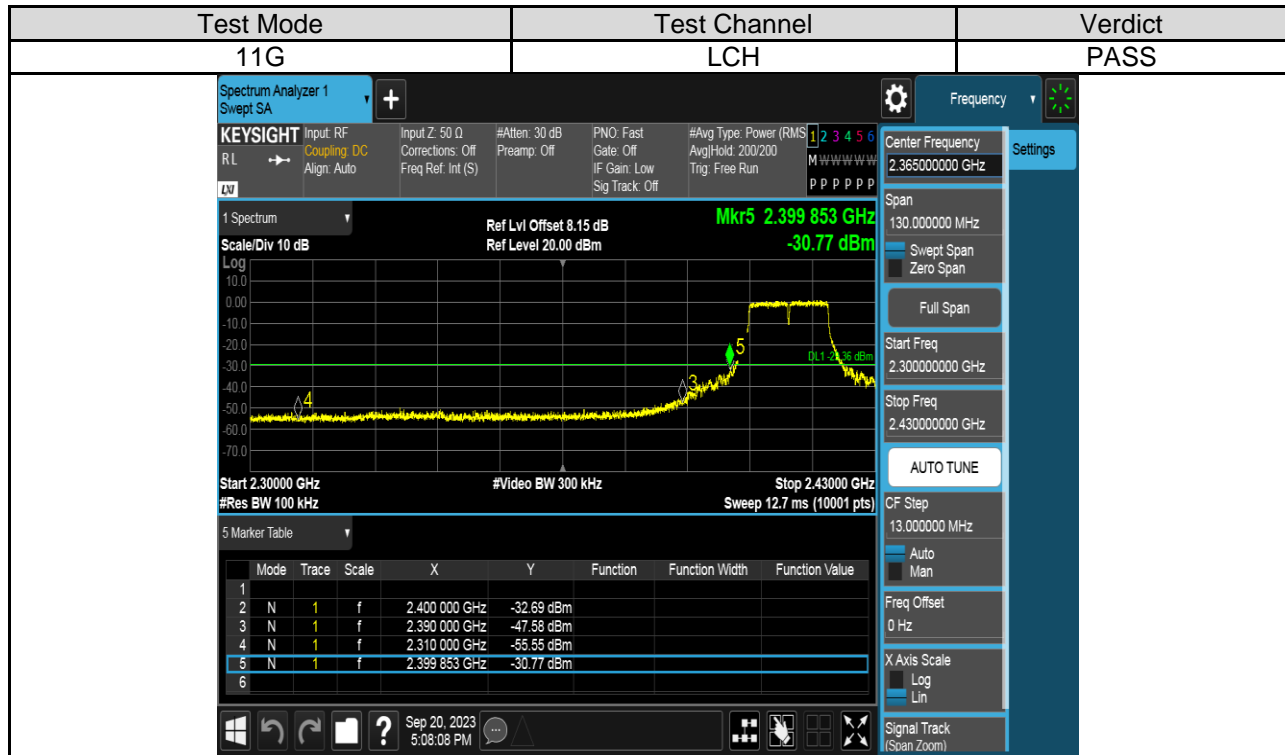 Test Mode Test Channel Verdict
11G LCH PASS
Spectrum Analyzer 1
Swept SA
+
Frequency
KEYSIGHT Input: RF Input Z: 50 Ω #Atten: 30 dB PNO: Fast #Avg Type: Power (RMS 1 2 3 4 5 6
RL Coupling: DC Corrections: Off Preamp: Off Gate: Off Avg|Hold: 200/200 M W W W W W
Align: Auto Freq Ref: Int (S) IF Gain: Low Trig: Free Run
LXI Sig Track: Off P P P P P P
1 Spectrum
Ref Lvl Offset 8.15 dB
Mkr5 2.399 853 GHz
Scale/Div 10 dB Ref Level 20.00 dBm -30.77 dBm
Log
10.0
0.00
-10.0
-20.0
-30.0
-40.0
-50.0
-60.0
-70.0
5
3
4
Start 2.30000 GHz #Video BW 300 kHz Stop 2.43000 GHz
#Res BW 100 kHz Sweep 12.7 ms (10001 pts)
5 Marker Table
Mode Trace Scale X Y Function Function Width Function Value
1
2 N 1 f 2.400 000 GHz -32.69 dBm
3 N 1 f 2.390 000 GHz -47.58 dBm
4 N 1 f 2.310 000 GHz -55.55 dBm
5 N 1 f 2.399 853 GHz -30.77 dBm
6
? Sep 20, 2023
5:08:08 PM
Center Frequency
2.365000000 GHz
Settings
Span
130.000000 MHz
Swept Span
Zero Span
Full Span
Start Freq
2.300000000 GHz
Stop Freq
2.430000000 GHz
AUTO TUNE
CF Step
13.000000 MHz
Auto
Man
Freq Offset
0 Hz
X Axis Scale
Log
Lin
Signal Track
(Span Zoom)